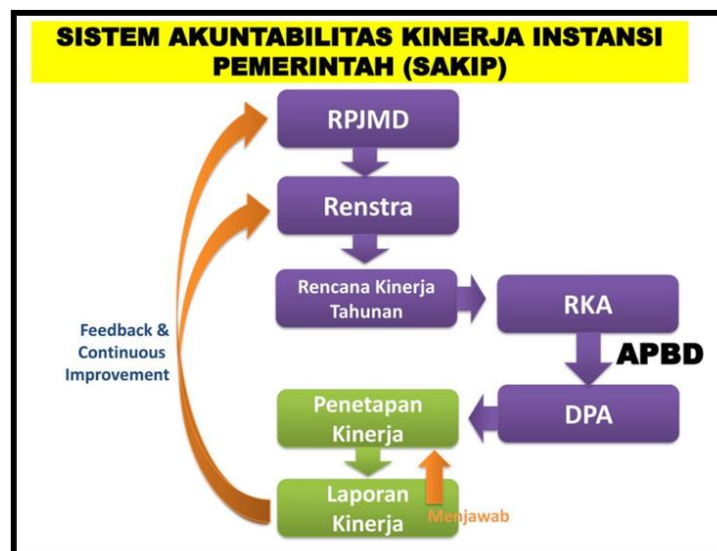 SISTEM AKUNTABILITAS KINERJA INSTANSI
PEMERINTAH (SAKIP)
RPJMD
Renstra
Rencana Kinerja
Tahunan
RKA
APBD
DPA
Feedback &
Continuous
Improvement
Penetapan
Kinerja
Laporan
Kinerja
Menjawab